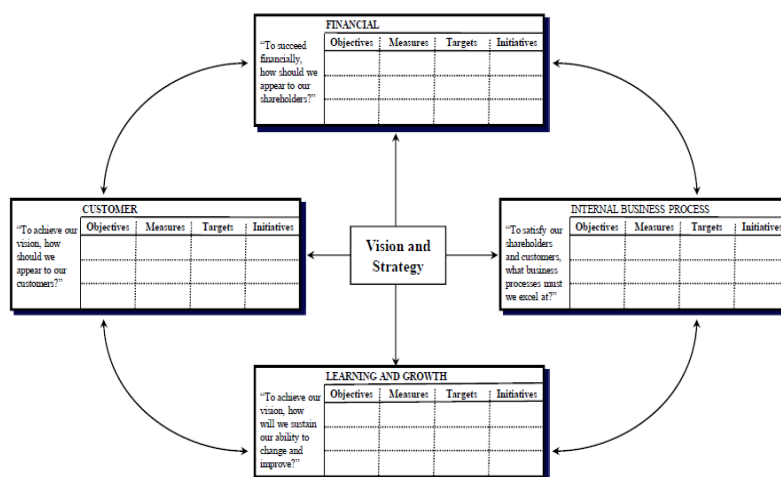 FINANCIAL
Objectives Measures Targets Initiatives
“To succeed
financially,
how should we
appear to our
shareholders?”
CUSTOMER
Objectives Measures Targets Initiatives
“To achieve our
vision, how
should we
appear to our
customers?”
Vision and
Strategy
INTERNAL BUSINESS PROCESS
Objectives Measures Targets Initiatives
“To satisfy our
shareholders
and customers,
what business
processes must
we excel at?”
LEARNING AND GROWTH
Objectives Measures Targets Initiatives
“To achieve our
vision, how
will we sustain
our ability to
change and
improve?”